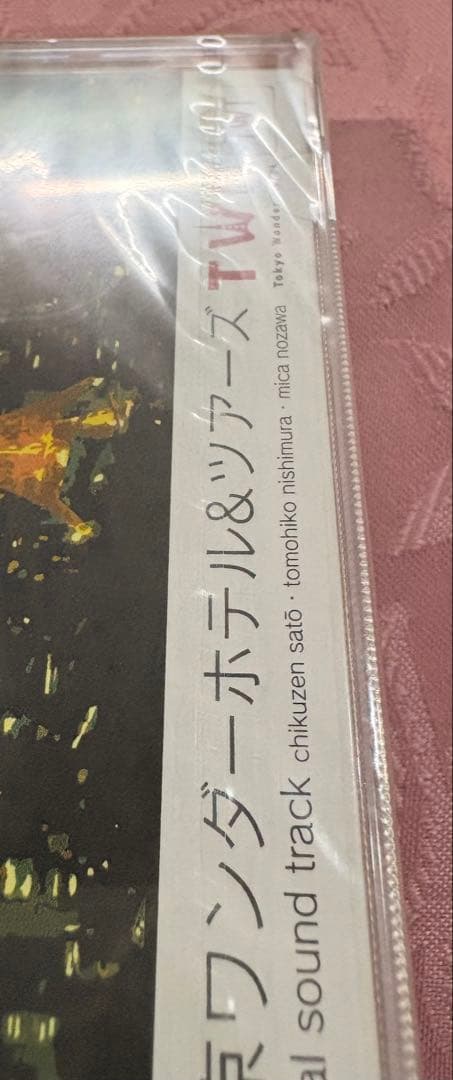 京ワンダーホテル&ツアーズ
al sound track chikuzen satō · tomohiko nishimura · mica nozawa
TW
Tokyo Wonder